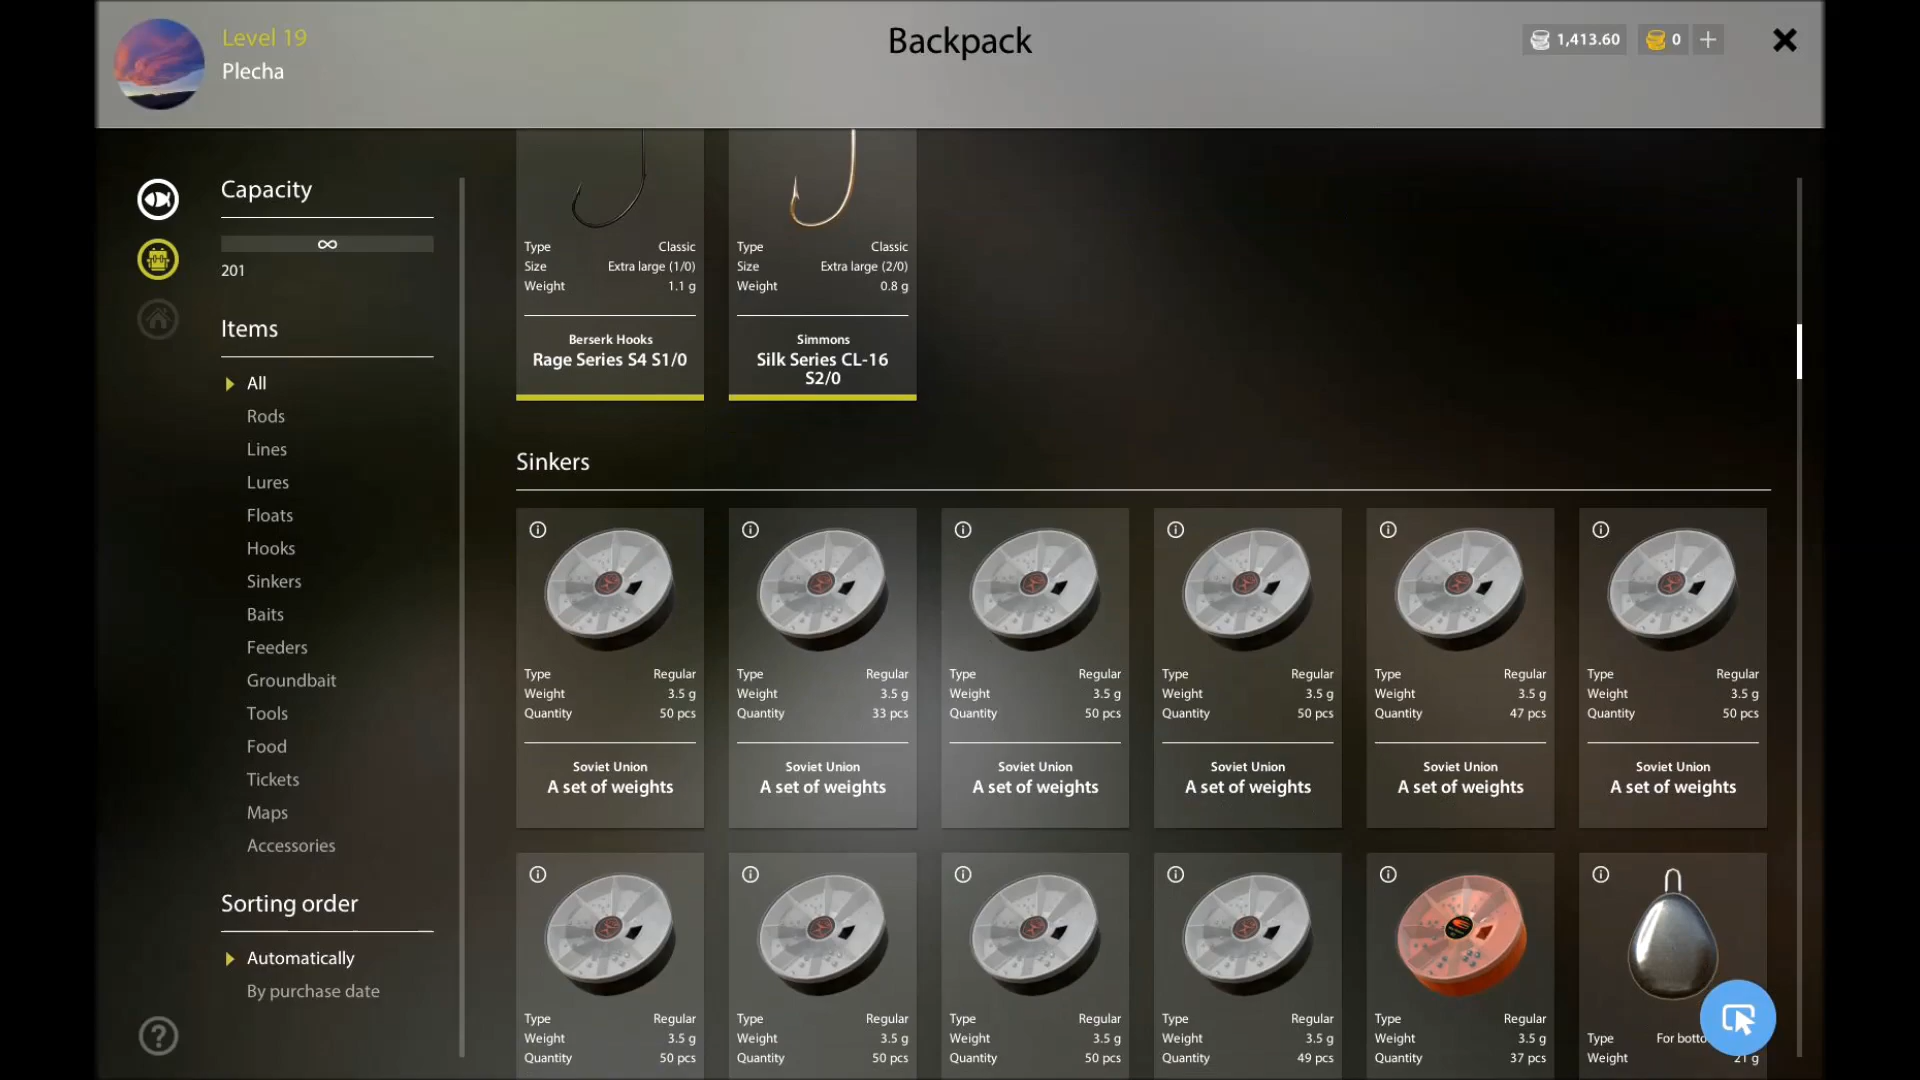 Level 19
Plecha
Backpack
1,413.60
0
Capacity
∞
201
Items
All
Rods
Lines
Lures
Floats
Hooks
Sinkers
Baits
Feeders
Groundbait
Tools
Food
Tickets
Maps
Accessories
Sorting order
Automatically
By purchase date
?
Type Classic
Size Extra large (1/0)
Weight 1.1 g
Berserk Hooks
Rage Series S4 S1/0
Type Classic
Size Extra large (2/0)
Weight 0.8 g
Simmons
Silk Series CL-16
S2/0
Sinkers
Type Regular
Weight 3.5 g
Quantity 50 pcs
Soviet Union
A set of weights
Type Regular
Weight 3.5 g
Quantity 33 pcs
Soviet Union
A set of weights
Type Regular
Weight 3.5 g
Quantity 50 pcs
Soviet Union
A set of weights
Type Regular
Weight 3.5 g
Quantity 50 pcs
Soviet Union
A set of weights
Type Regular
Weight 3.5 g
Quantity 47 pcs
Soviet Union
A set of weights
Type Regular
Weight 3.5 g
Quantity 50 pcs
Soviet Union
A set of weights
Type Regular
Weight 3.5 g
Quantity 50 pcs
Type Regular
Weight 3.5 g
Quantity 50 pcs
Type Regular
Weight 3.5 g
Quantity 50 pcs
Type Regular
Weight 3.5 g
Quantity 49 pcs
Type Regular
Weight 3.5 g
Quantity 37 pcs
Type For botto
Weight 21 g